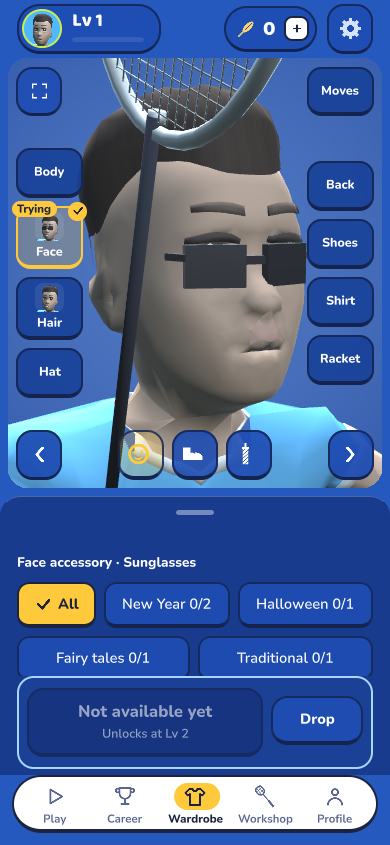 Lv 1
0
+
Moves
Body
Back
Trying
Face
Shoes
Hair
Shirt
Hat
Racket
Face accessory · Sunglasses
All
New Year 0/2
Halloween 0/1
Fairy tales 0/1
Traditional 0/1
Not available yet
Unlocks at Lv 2
Drop
Play
Career
Wardrobe
Workshop
Profile